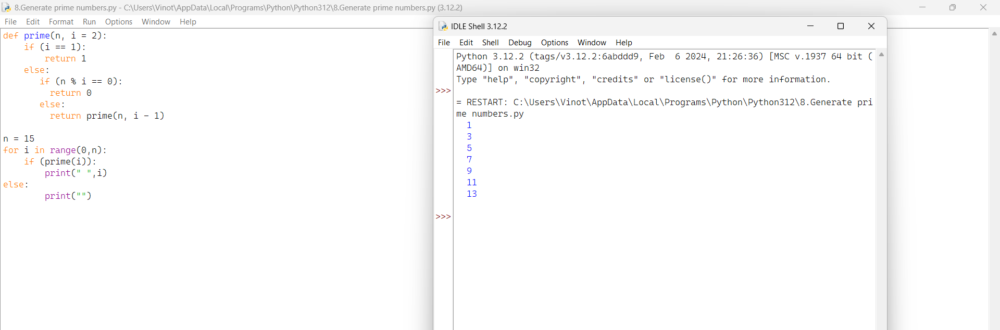 8.Generate prime numbers.py - C:\Users\Vinot\AppData\Local\Programs\Python\Python312\8.Generate prime numbers.py (3.12.2)
File Edit Format Run Options Window Help
def prime(n, i = 2):
    if (i == 1):
        return 1
    else:
       if (n % i == 0):
         return 0
       else:
         return prime(n, i - 1)

n = 15
for i in range(0,n):
    if (prime(i)):
        print(" ",i)
else:
        print("")
IDLE Shell 3.12.2
File Edit Shell Debug Options Window Help
Python 3.12.2 (tags/v3.12.2:6abddd9, Feb  6 2024, 21:26:36) [MSC v.1937 64 bit (
AMD64)] on win32
Type "help", "copyright", "credits" or "license()" for more information.
>>>
= RESTART: C:\Users\Vinot\AppData\Local\Programs\Python\Python312\8.Generate pri
me numbers.py
  1
  3
  5
  7
  9
  11
  13
>>>